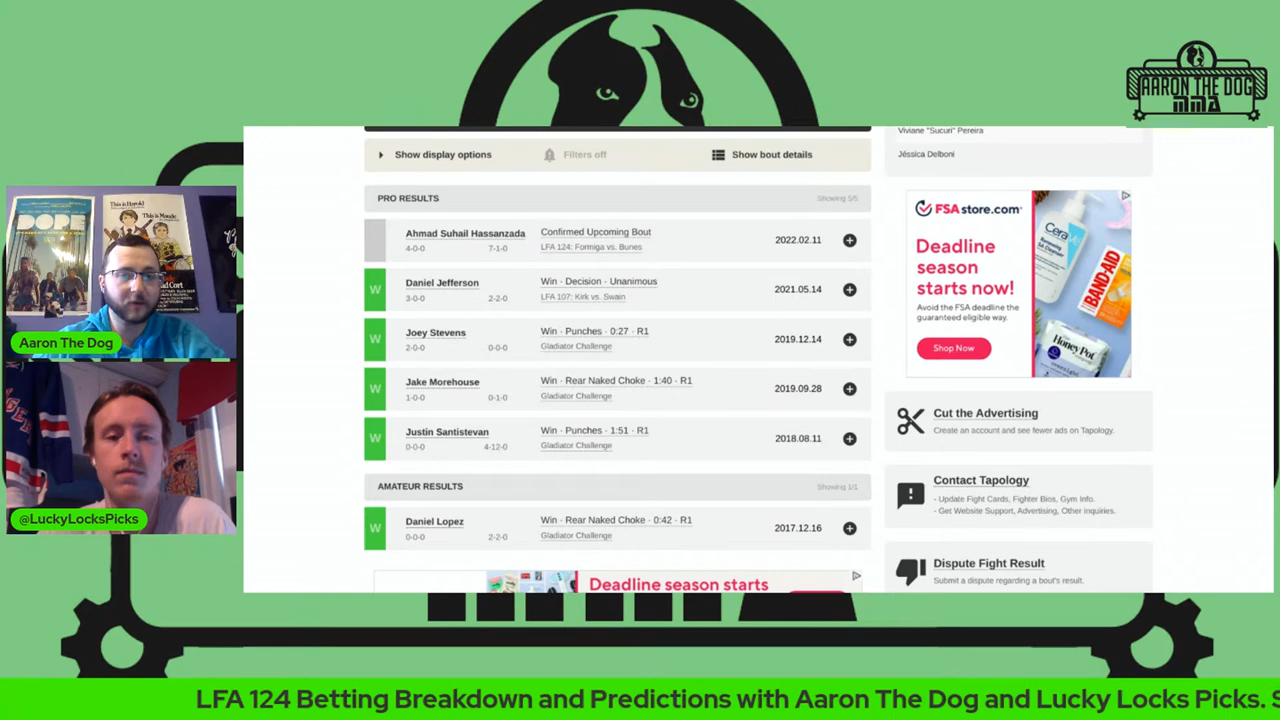 AARON THE DOG
MMA
Viviane "Sucuri" Pereira
Jéssica Delboni
Show display options
Filters off
Show bout details
PRO RESULTS
Showing 5/5
Ahmad Suhail Hassanzada
Confirmed Upcoming Bout
2022.02.11
4-0-0
7-1-0
LFA 124: Formiga vs. Bunes
W
Daniel Jefferson
Win · Decision · Unanimous
2021.05.14
3-0-0
2-2-0
LFA 107: Kirk vs. Swain
W
Joey Stevens
Win · Punches · 0:27 · R1
2019.12.14
2-0-0
0-0-0
Gladiator Challenge
W
Jake Morehouse
Win · Rear Naked Choke · 1:40 · R1
2019.09.28
1-0-0
0-1-0
Gladiator Challenge
W
Justin Santistevan
Win · Punches · 1:51 · R1
2018.08.11
0-0-0
4-12-0
Gladiator Challenge
AMATEUR RESULTS
Showing 1/1
W
Daniel Lopez
Win · Rear Naked Choke · 0:42 · R1
2017.12.16
0-0-0
2-2-0
Gladiator Challenge
Deadline season starts
FSAstore.com
Deadline
season
starts now!
Avoid the FSA deadline the
guaranteed eligible way.
Shop Now
CeraVe
BAND-AID
Honey Pot
Cut the Advertising
Create an account and see fewer ads on Tapology.
Contact Tapology
- Update Fight Cards, Fighter Bios, Gym Info.
- Get Website Support, Advertising, Other inquiries.
Dispute Fight Result
Submit a dispute regarding a bout's result.
DOPE
This is Harold
This is Maude
Aaron The Dog
@LuckyLocksPicks
LFA 124 Betting Breakdown and Predictions with Aaron The Dog and Lucky Locks Picks. S